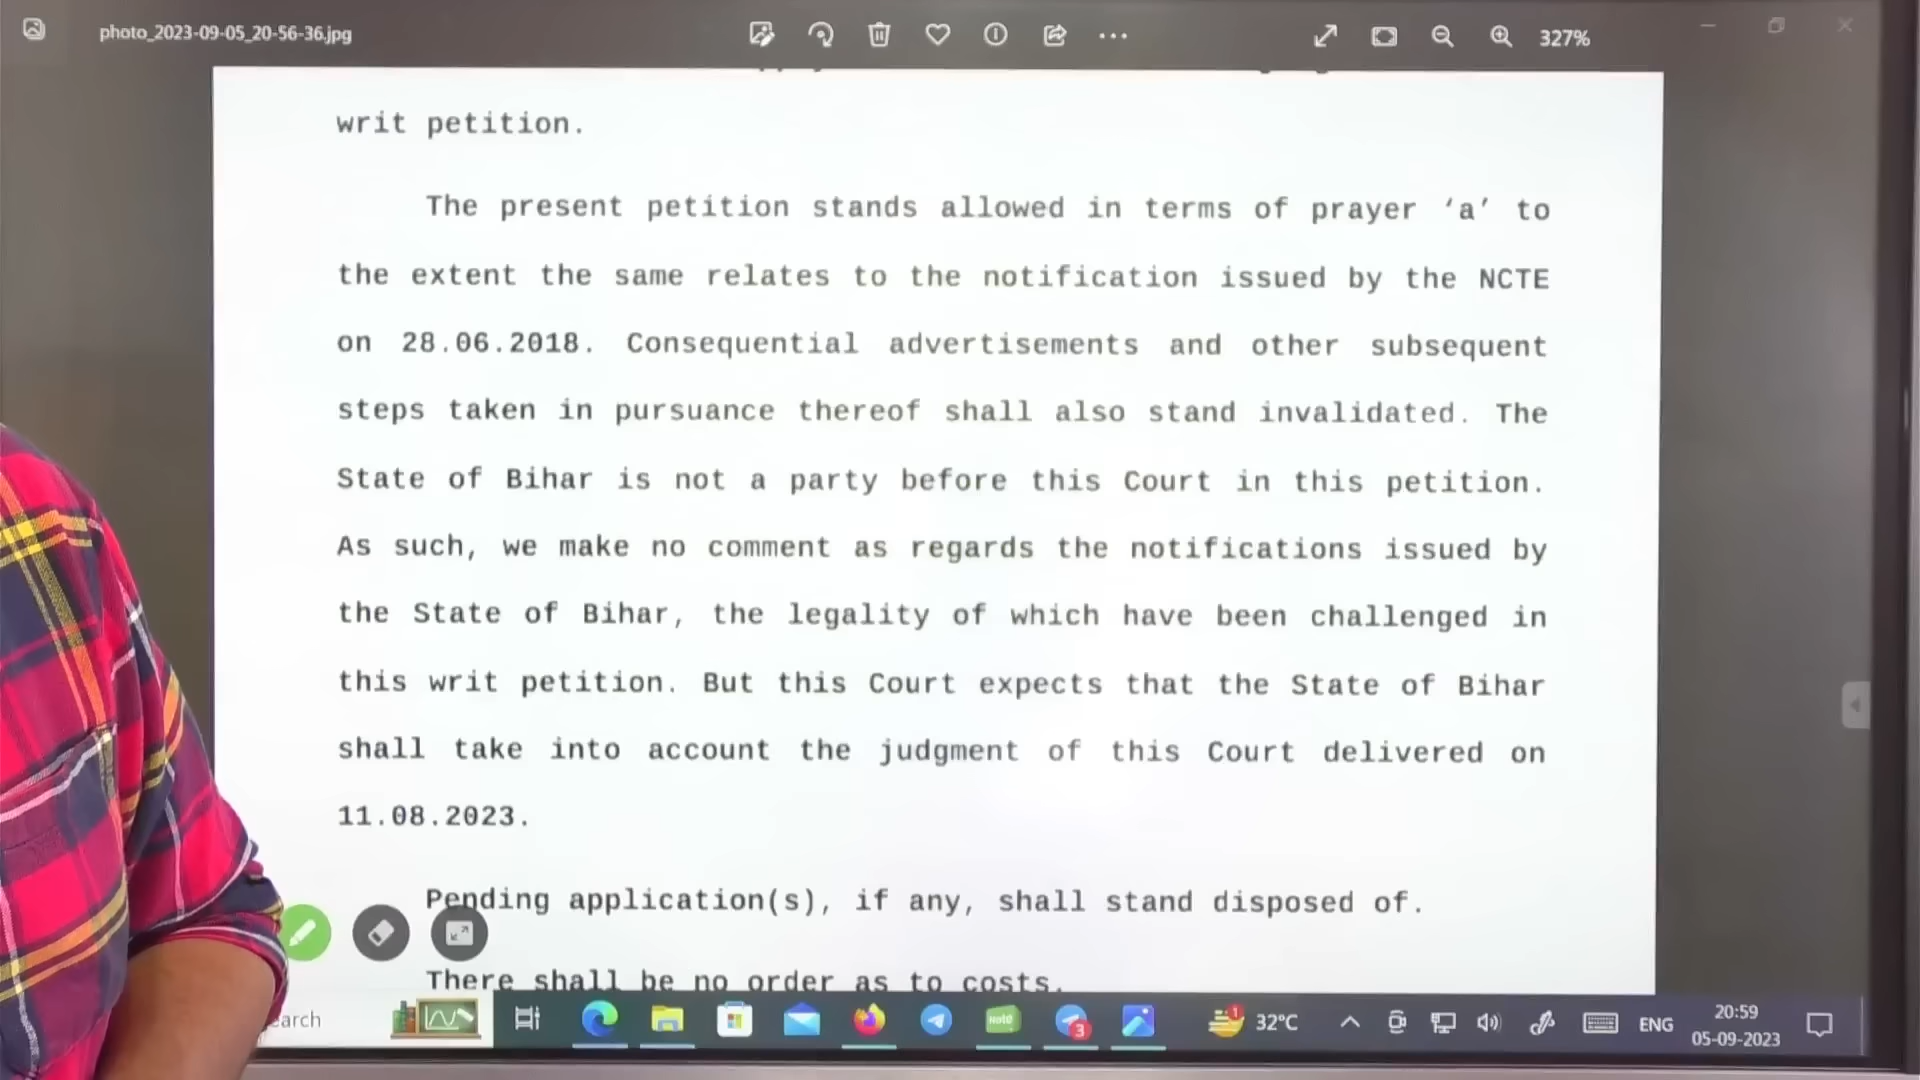 photo_2023-09-05_20-56-36.jpg
327%
writ petition.
The present petition stands allowed in terms of prayer ‘a’ to
the extent the same relates to the notification issued by the NCTE
on 28.06.2018. Consequential advertisements and other subsequent
steps taken in pursuance thereof shall also stand invalidated. The
State of Bihar is not a party before this Court in this petition.
As such, we make no comment as regards the notifications issued by
the State of Bihar, the legality of which have been challenged in
this writ petition. But this Court expects that the State of Bihar
shall take into account the judgment of this Court delivered on
11.08.2023.
Pending application(s), if any, shall stand disposed of.
There shall be no order as to costs.
earch
Note
3
1
32°C
ENG
20:59
05-09-2023